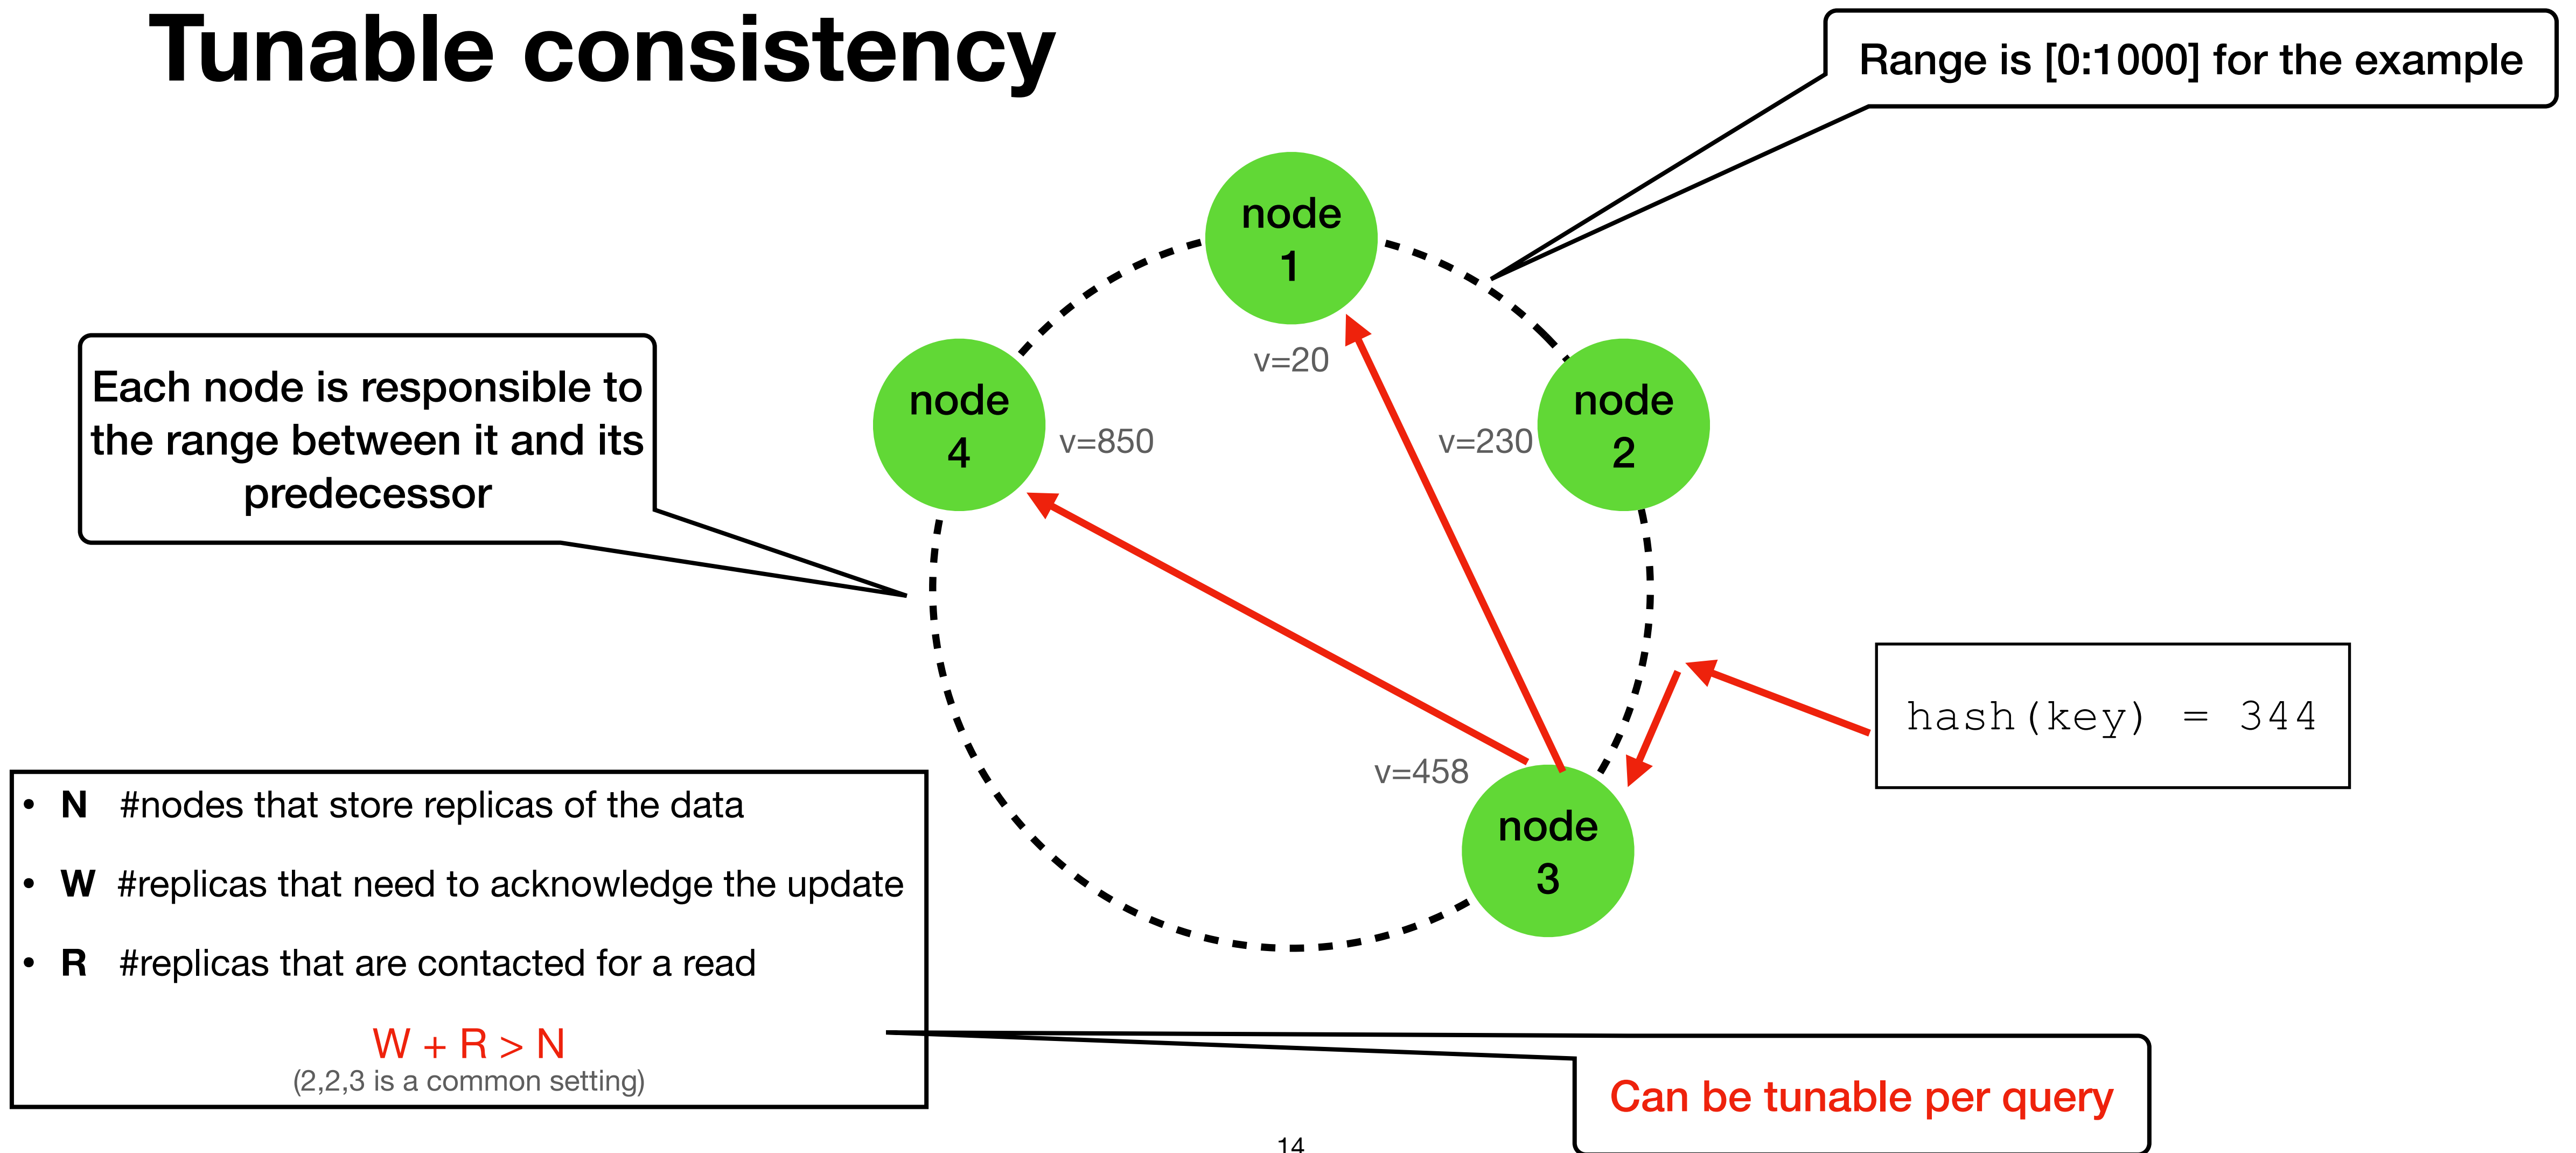 Tunable consistency
Range is [0:1000] for the example
node
1
v=20
node
2
v=230
node
4
v=850
Each node is responsible to
the range between it and its
predecessor
hash(key) = 344
v=458
node
3
• N #nodes that store replicas of the data
• W #replicas that need to acknowledge the update
• R #replicas that are contacted for a read
W + R > N
(2,2,3 is a common setting)
Can be tunable per query
14